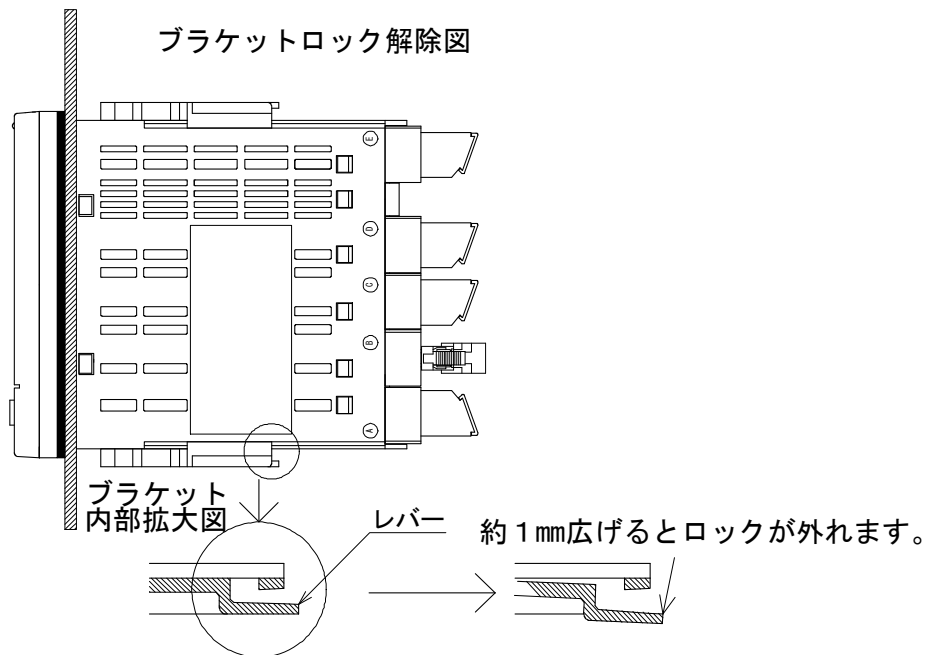 ブラケットロック解除図
E
D
C
B
A
ブラケット
内部拡大図
レバー
約1㎜広げるとロックが外れます。